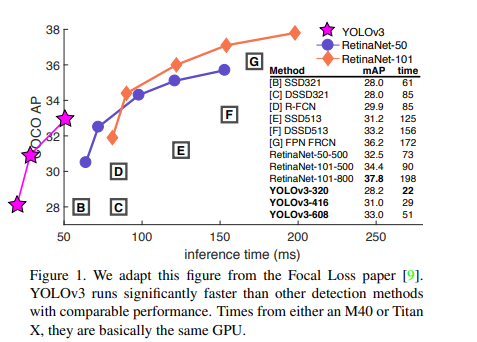 38
36
34
32
30
28
COCO AP
50
100
150
200
250
inference time (ms)
B
C
D
E
F
G
YOLOv3
RetinaNet-50
RetinaNet-101
Method mAP time
[B] SSD321 28.0 61
[C] DSSD321 28.0 85
[D] R-FCN 29.9 85
[E] SSD513 31.2 125
[F] DSSD513 33.2 156
[G] FPN FRCN 36.2 172
RetinaNet-50-500 32.5 73
RetinaNet-101-500 34.4 90
RetinaNet-101-800 37.8 198
YOLOv3-320 28.2 22
YOLOv3-416 31.0 29
YOLOv3-608 33.0 51
Figure 1. We adapt this figure from the Focal Loss paper [9].
YOLOv3 runs significantly faster than other detection methods
with comparable performance. Times from either an M40 or Titan
X, they are basically the same GPU.